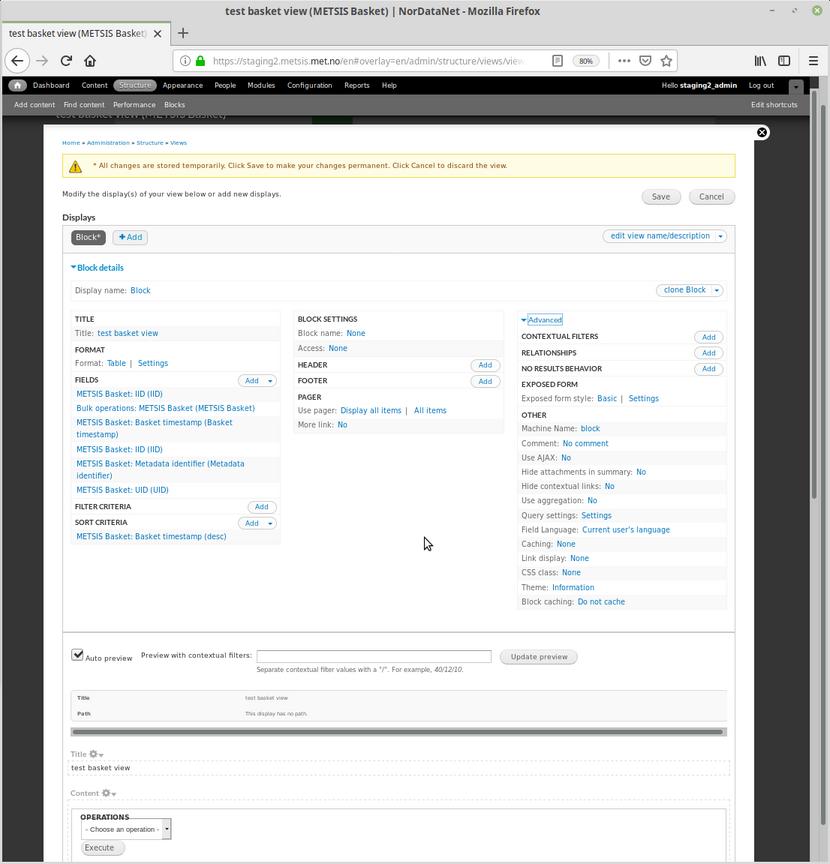 test basket view (METSIS Basket) | NorDataNet - Mozilla Firefox
test basket view (METSIS Basket)
https://staging2.metsis.met.no/en#overlay=en/admin/structure/views/view
80%
Dashboard Content Structure Appearance People Modules Configuration Reports Help Hello staging2_admin Log out
Add content Find content Performance Blocks Edit shortcuts
test basket view (METSIS Basket)
Home » Administration » Structure » Views
* All changes are stored temporarily. Click Save to make your changes permanent. Click Cancel to discard the view.
Modify the display(s) of your view below or add new displays.
Save Cancel
Displays
Block* Add edit view name/description
Block details
Display name: Block clone Block
TITLE
Title: test basket view
FORMAT
Format: Table | Settings
FIELDS Add
METSIS Basket: IID (IID)
Bulk operations: METSIS Basket (METSIS Basket)
METSIS Basket: Basket timestamp (Basket
timestamp)
METSIS Basket: IID (IID)
METSIS Basket: Metadata identifier (Metadata
identifier)
METSIS Basket: UID (UID)
FILTER CRITERIA Add
SORT CRITERIA Add
METSIS Basket: Basket timestamp (desc)
BLOCK SETTINGS
Block name: None
Access: None
HEADER Add
FOOTER Add
PAGER
Use pager: Display all items | All items
More link: No
Advanced
CONTEXTUAL FILTERS Add
RELATIONSHIPS Add
NO RESULTS BEHAVIOR Add
EXPOSED FORM
Exposed form style: Basic | Settings
OTHER
Machine Name: block
Comment: No comment
Use AJAX: No
Hide attachments in summary: No
Hide contextual links: No
Use aggregation: No
Query settings: Settings
Field Language: Current user's language
Caching: None
Link display: None
CSS class: None
Theme: Information
Block caching: Do not cache
Auto preview Preview with contextual filters: Update preview
Separate contextual filter values with a "/". For example, 40/12/10.
Title test basket view
Path This display has no path.
Title
test basket view
Content
OPERATIONS
- Choose an operation -
Execute